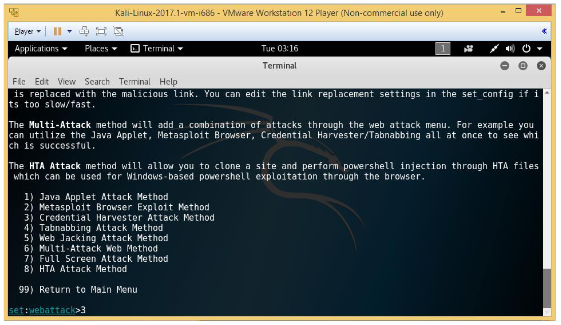 Kali-Linux-2017.1-vm-i686 - VMware Workstation 12 Player (Non-commercial use only)
Player
Applications Places Terminal Tue 03:16 1
Terminal
File Edit View Search Terminal Help
is replaced with the malicious link. You can edit the link replacement settings in the set_config if i
ts too slow/fast.
The Multi-Attack method will add a combination of attacks through the web attack menu. For example you
can utilize the Java Applet, Metasploit Browser, Credential Harvester/Tabnabbing all at once to see whi
ch is successful.
The HTA Attack method will allow you to clone a site and perform powershell injection through HTA files
which can be used for Windows-based powershell exploitation through the browser.
1) Java Applet Attack Method
2) Metasploit Browser Exploit Method
3) Credential Harvester Attack Method
4) Tabnabbing Attack Method
5) Web Jacking Attack Method
6) Multi-Attack Web Method
7) Full Screen Attack Method
8) HTA Attack Method
99) Return to Main Menu
set:webattack>3